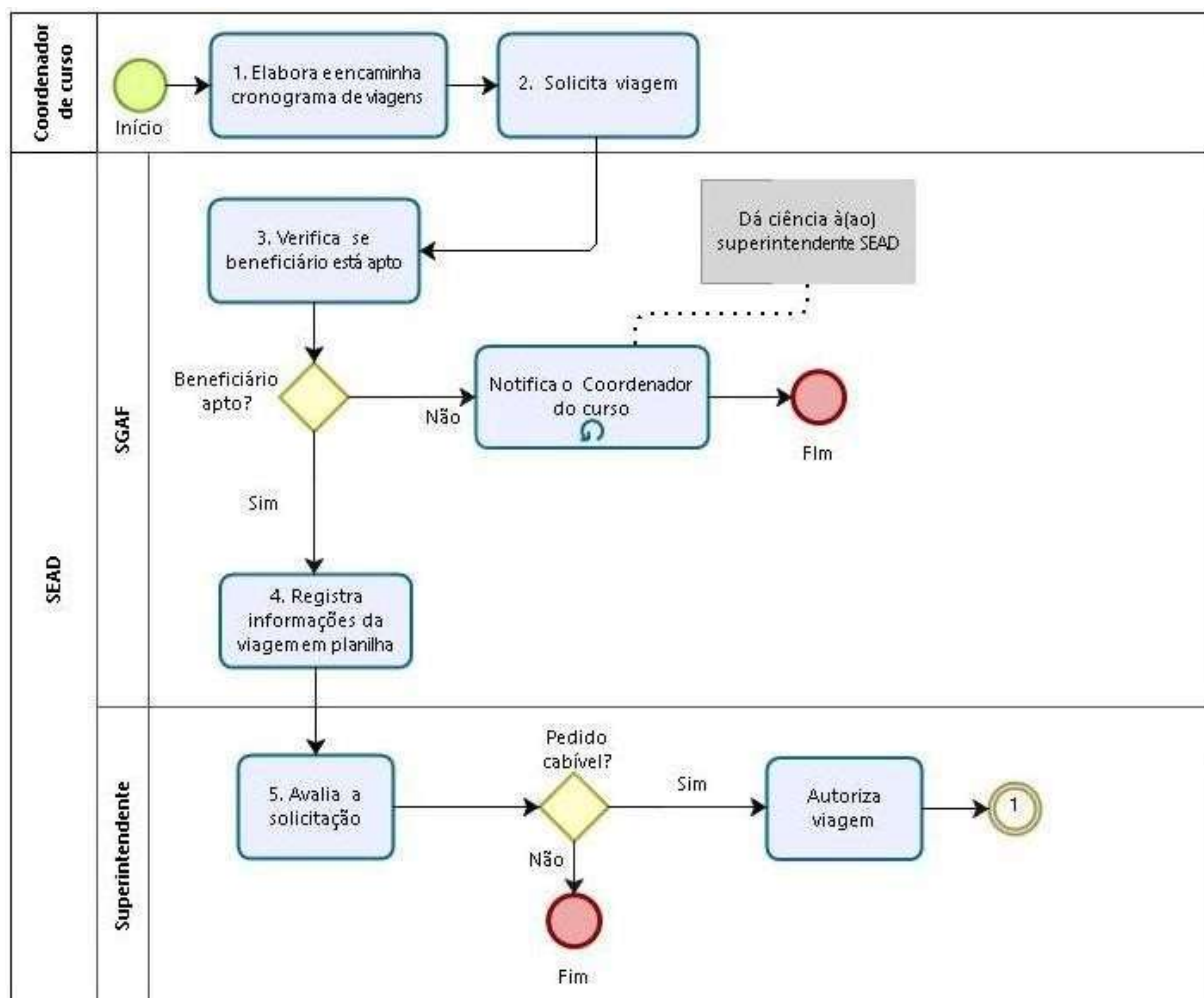 Coordenador
de curso
Início
1. Elabora e encaminha
cronograma de viagens
2. Solicita viagem
SEAD
SGAF
3. Verifica se
beneficiário está apto
Dá ciência à(ao)
superintendente SEAD
Beneficiário
apto?
Não
Notifica o Coordenador
do curso
FIm
Sim
4. Registra
informações da
viagem em planilha
Superintendente
5. Avalia a
solicitação
Pedido
cabível?
Sim
Autoriza
viagem
1
Não
Fim